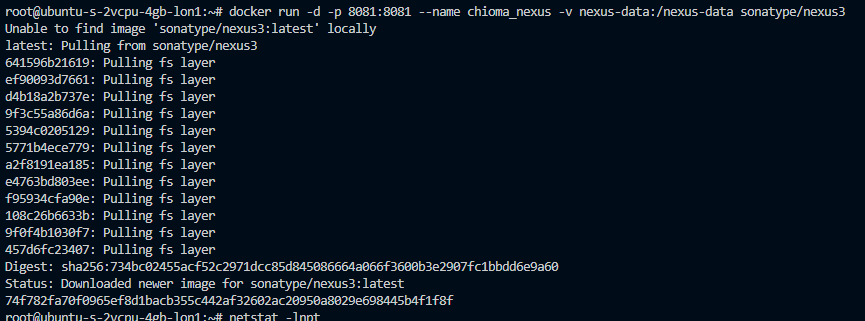 root@ubuntu-s-2vcpu-4gb-lon1:~# docker run -d -p 8081:8081 --name chioma_nexus -v nexus-data:/nexus-data sonatype/nexus3
Unable to find image 'sonatype/nexus3:latest' locally
latest: Pulling from sonatype/nexus3
641596b21619: Pulling fs layer
ef90093d7661: Pulling fs layer
d4b18a2b737e: Pulling fs layer
9f3c55a86d6a: Pulling fs layer
5394c0205129: Pulling fs layer
5771b4ece779: Pulling fs layer
a2f8191ea185: Pulling fs layer
e4763bd803ee: Pulling fs layer
f95934cfa90e: Pulling fs layer
108c26b6633b: Pulling fs layer
9f0f4b1030f7: Pulling fs layer
457d6fc23407: Pulling fs layer
Digest: sha256:734bc02455acf52c2971dcc85d845086664a066f3600b3e2907fc1bbdd6e9a60
Status: Downloaded newer image for sonatype/nexus3:latest
74f782fa70f0965ef8d1bacb355c442af32602ac20950a8029e698445b4f1f8f
root@ubuntu-s-2vcpu-4gb-lon1:~# netstat -lnpt